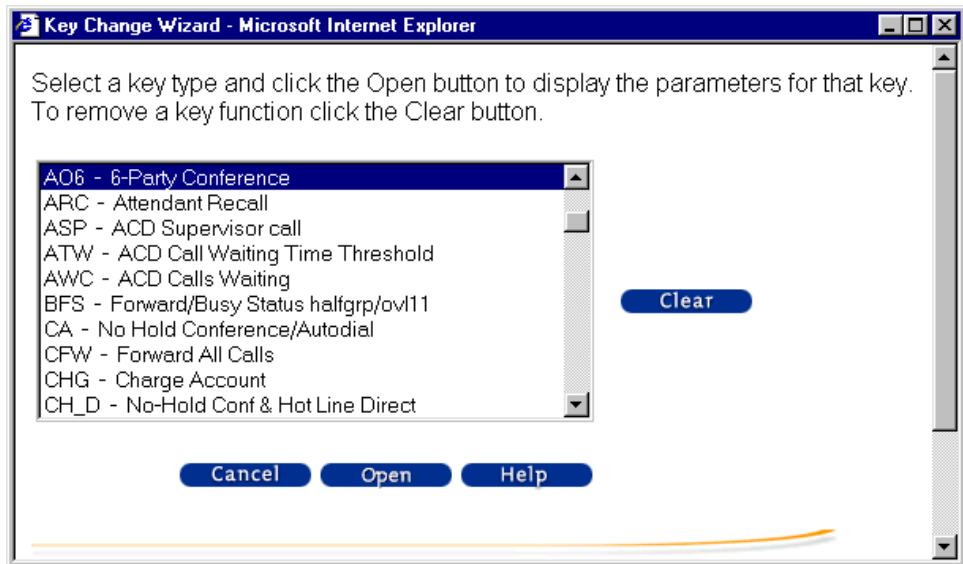 Key Change Wizard - Microsoft Internet Explorer
Select a key type and click the Open button to display the parameters for that key.
To remove a key function click the Clear button.
AO6 - 6-Party Conference
ARC - Attendant Recall
ASP - ACD Supervisor call
ATW - ACD Call Waiting Time Threshold
AWC - ACD Calls Waiting
BFS - Forward/Busy Status halfgrp/ovl11
CA - No Hold Conference/Autodial
CFW - Forward All Calls
CHG - Charge Account
CH_D - No-Hold Conf & Hot Line Direct
Clear
Cancel Open Help